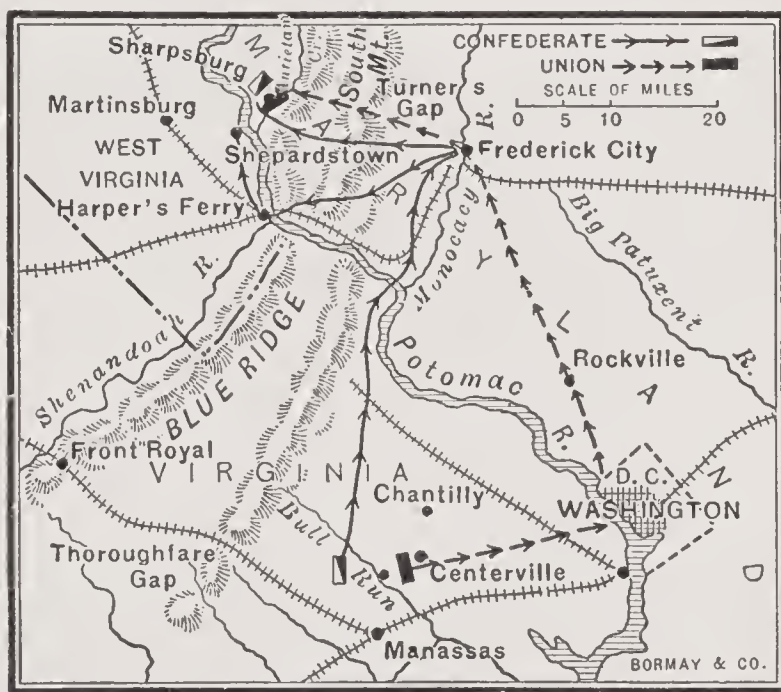 CONFEDERATE
UNION
SCALE OF MILES
0 5 10 20
Sharpsburg
Antietam Cr.
South Mt.
Turner's
Gap
R.
Martinsburg
Frederick City
WEST
VIRGINIA
Shepardstown
Harper's Ferry
Monocacy
Big Patuxent
R.
R.
Shenandoah
BLUE RIDGE
Potomac
R.
Rockville
MARYLAND
Front Royal
VIRGINIA
D.C.
WASHINGTON
Chantilly
Bull
Run
Thoroughfare
Gap
Centerville
Manassas
BORMAY & CO.